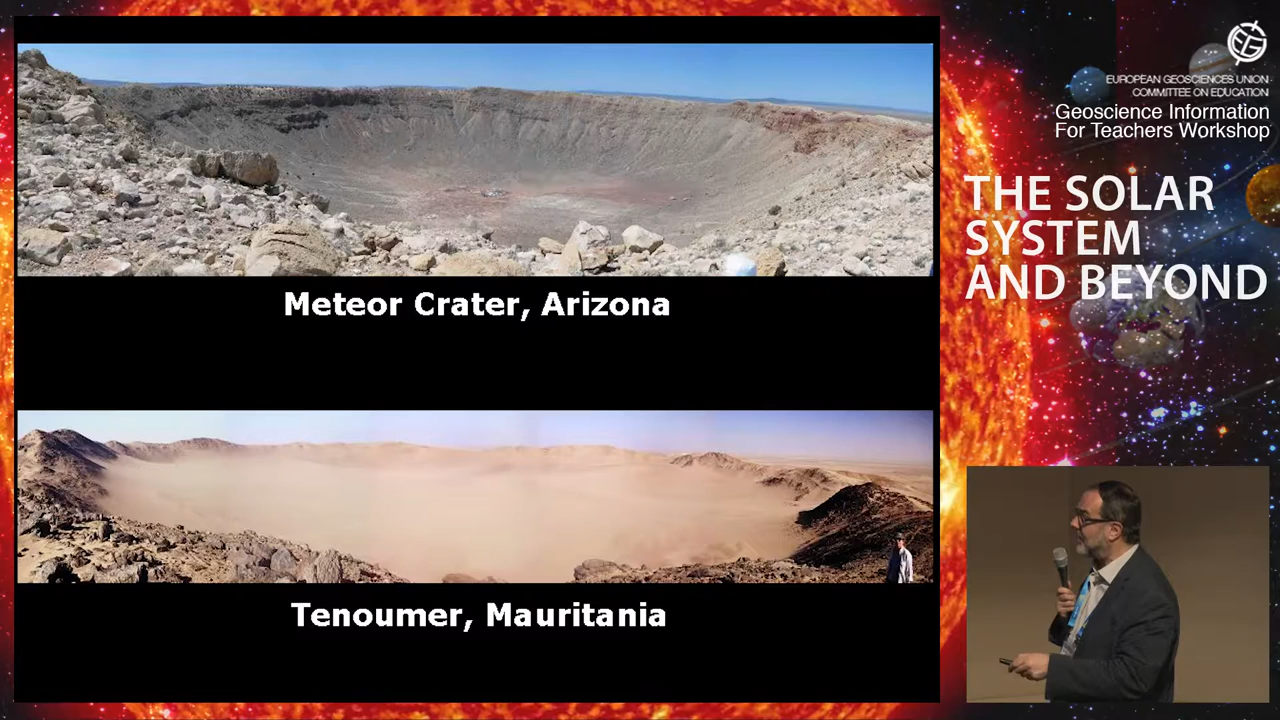 Meteor Crater, Arizona
Tenoumer, Mauritania
EUROPEAN GEOSCIENCES UNION
COMMITTEE ON EDUCATION
Geoscience Information
For Teachers Workshop
THE SOLAR
SYSTEM
AND BEYOND